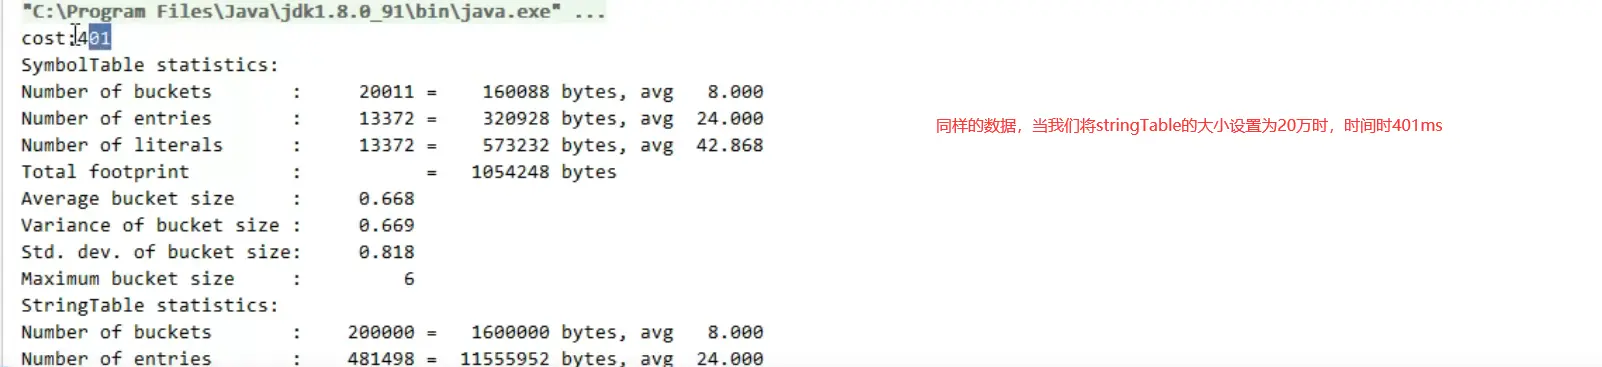 "C:\Program Files\Java\jdk1.8.0_91\bin\java.exe" ...
cost:401
SymbolTable statistics:
Number of buckets       :     20011 =    160088 bytes, avg   8.000
Number of entries       :     13372 =    320928 bytes, avg  24.000
Number of literals      :     13372 =    573232 bytes, avg  42.868
Total footprint         :           =   1054248 bytes
同样的数据，当我们将stringTable的大小设置为20万时，时间时401ms
Average bucket size     :     0.668
Variance of bucket size :     0.669
Std. dev. of bucket size:     0.818
Maximum bucket size     :         6
StringTable statistics:
Number of buckets       :    200000 =   1600000 bytes, avg   8.000
Number of entries       :    481498 =  11555952 bytes, avg  24.000